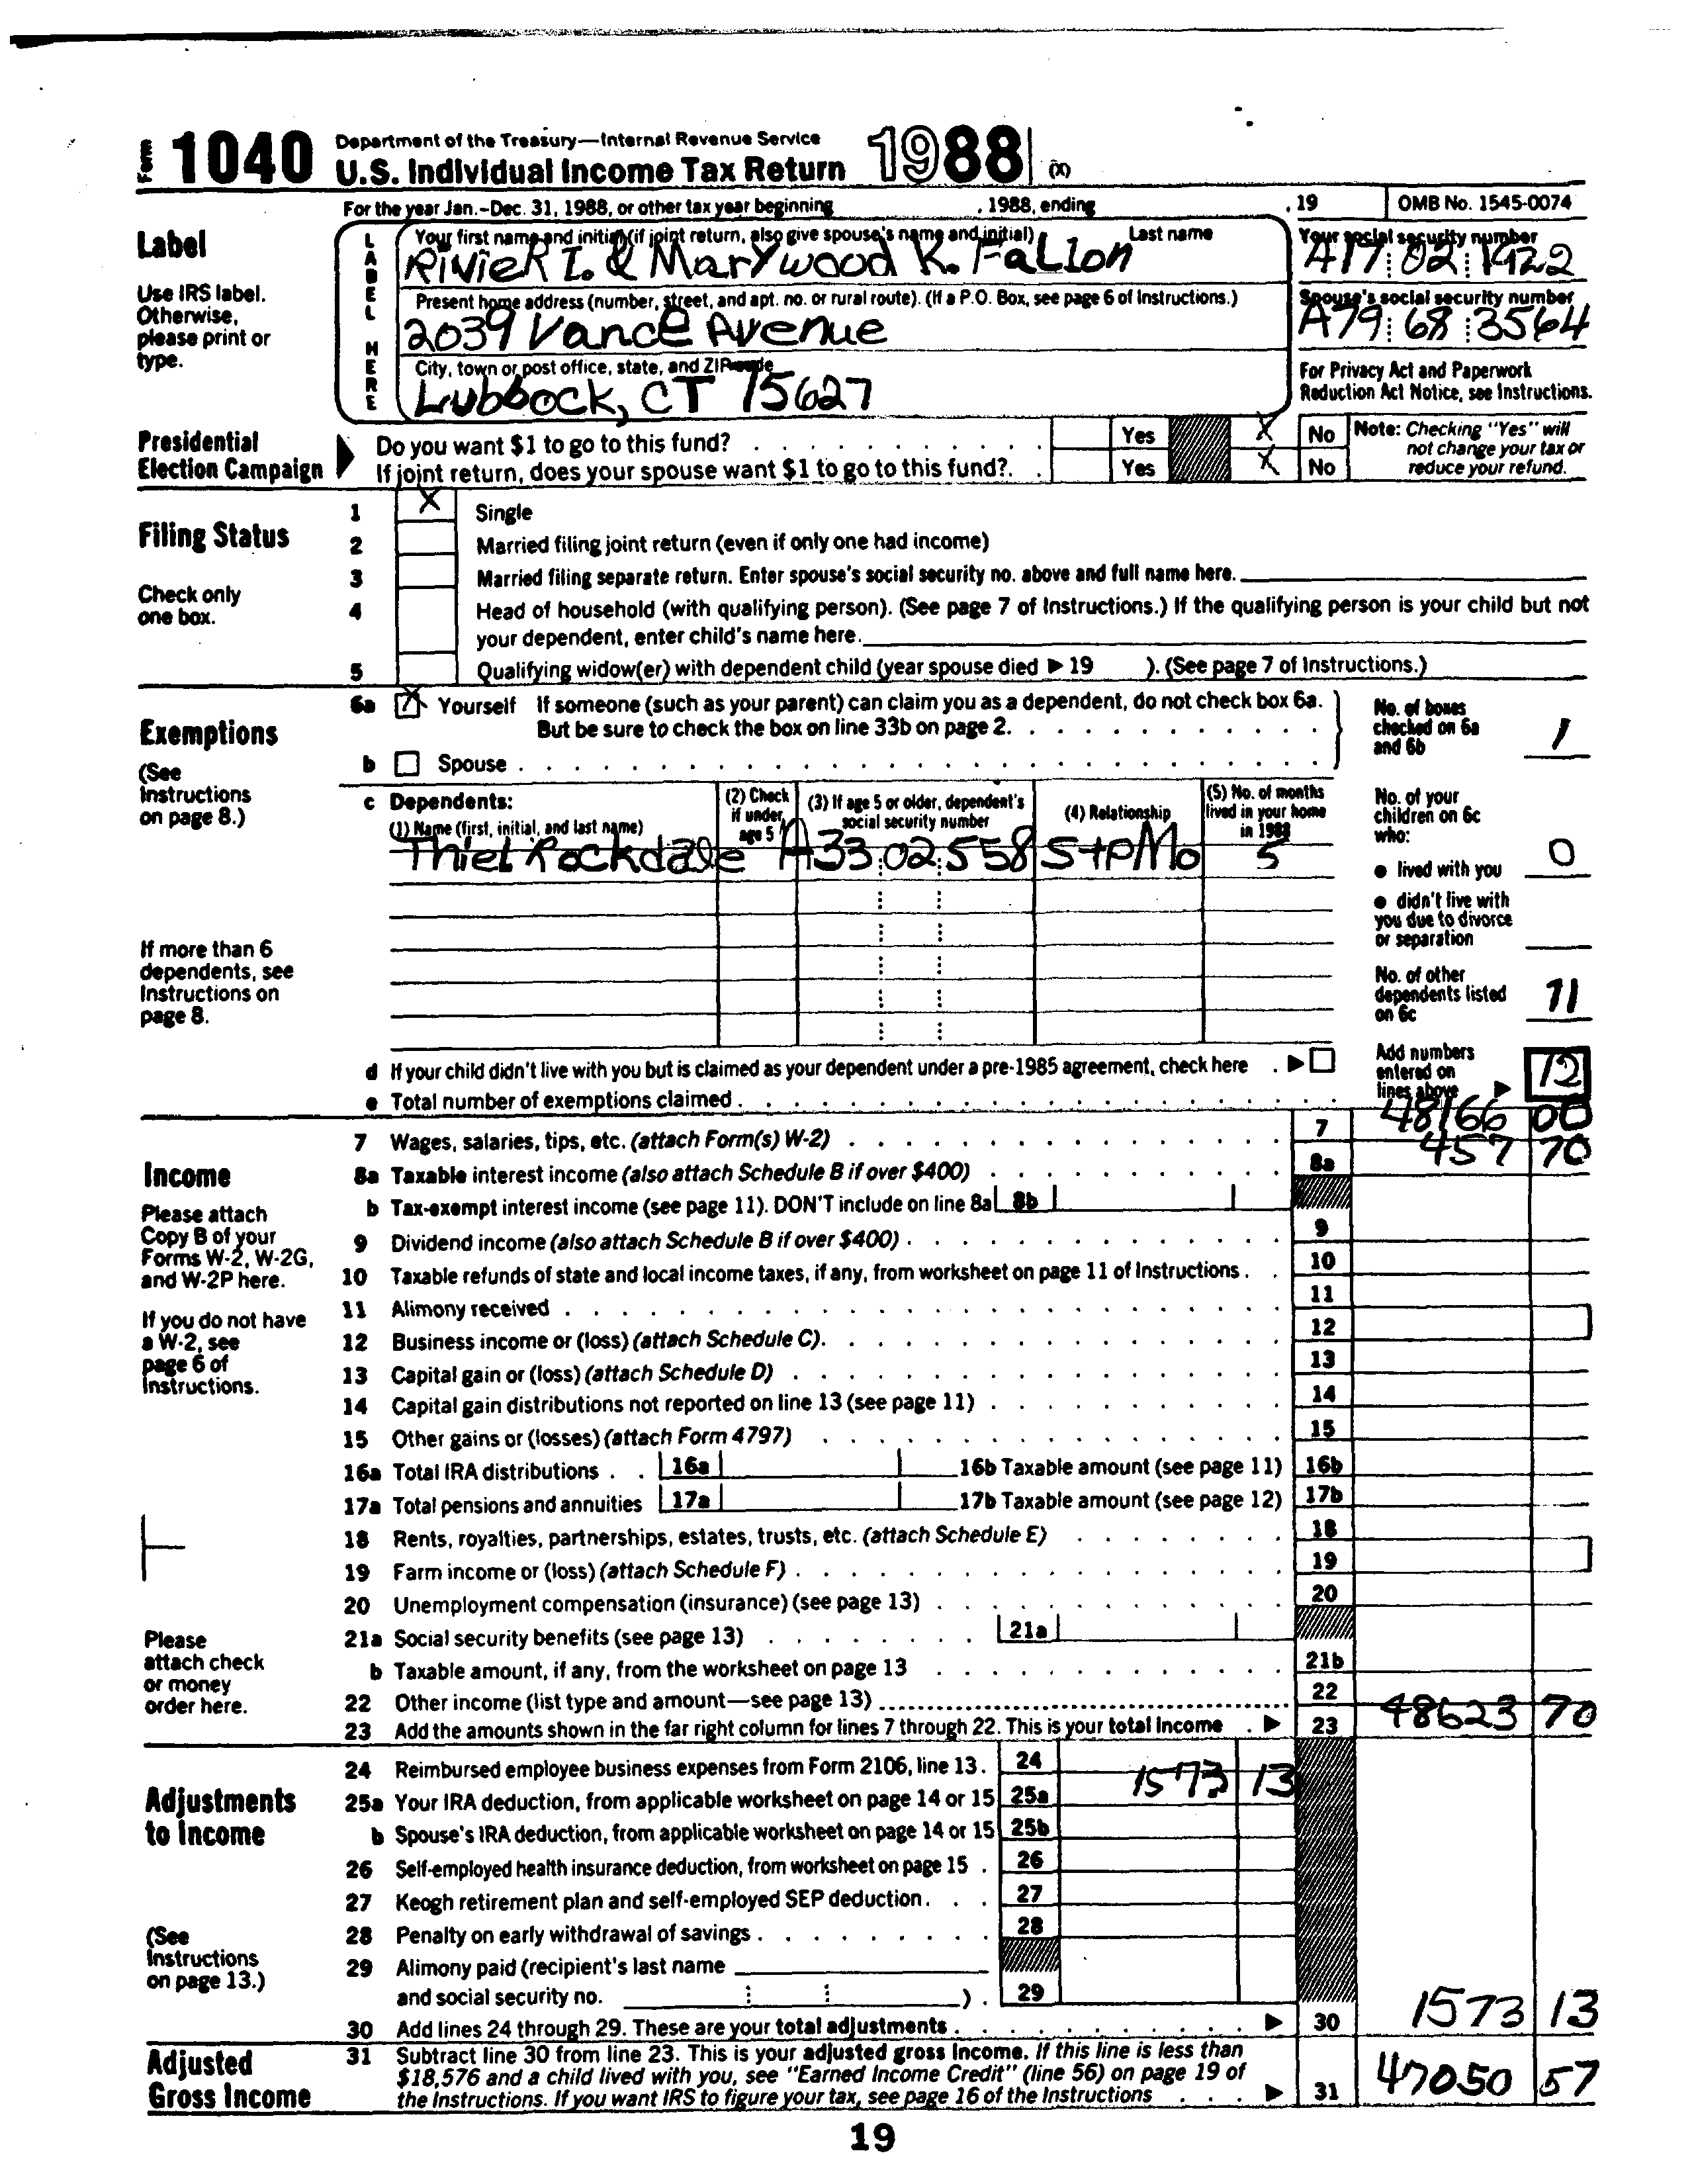 Form 1040 Department of the Treasury—Internal Revenue Service
U.S. Individual Income Tax Return 1988 (X)
For the year Jan.-Dec. 31, 1988, or other tax year beginning , 1988, ending , 19 OMB No. 1545-0074
Label
Use IRS label.
Otherwise,
please print or
type.
LABEL HERE
Your first name and initial (if joint return, also give spouse's name and initial) Last name
RiVieR I. & MarYwood K. FaLlon
Your social security number
A17 02 1922
Present home address (number, street, and apt. no. or rural route). (If a P.O. Box, see page 6 of Instructions.)
2039 Vance Avenue
Spouse's social security number
A79 68 3564
City, town or post office, state, and ZIP code
Lubbock, CT 75627
For Privacy Act and Paperwork
Reduction Act Notice, see Instructions.
Presidential
Election Campaign
Do you want $1 to go to this fund? Yes X No
If joint return, does your spouse want $1 to go to this fund? Yes X No
Note: Checking "Yes" will
not change your tax or
reduce your refund.
Filing Status
Check only
one box.
1 X Single
2 Married filing joint return (even if only one had income)
3 Married filing separate return. Enter spouse's social security no. above and full name here.
4 Head of household (with qualifying person). (See page 7 of Instructions.) If the qualifying person is your child but not
your dependent, enter child's name here.
5 Qualifying widow(er) with dependent child (year spouse died ▶ 19 ). (See page 7 of Instructions.)
Exemptions
(See
Instructions
on page 8.)
6a X Yourself If someone (such as your parent) can claim you as a dependent, do not check box 6a.
But be sure to check the box on line 33b on page 2.
b Spouse
No. of boxes
checked on 6a
and 6b 1
c Dependents:
(1) Name (first, initial, and last name)
(2) Check
if under
age 5
(3) If age 5 or older, dependent's
social security number
(4) Relationship
(5) No. of months
lived in your home
in 1988
Thiel Rockdale A33 02 558 StpMo 5
No. of your
children on 6c
who:
● lived with you 0
● didn't live with
you due to divorce
or separation
If more than 6
dependents, see
Instructions on
page 8.
No. of other
dependents listed
on 6c 11
d If your child didn't live with you but is claimed as your dependent under a pre-1985 agreement, check here ▶
e Total number of exemptions claimed
Add numbers
entered on
lines above ▶ 12
Income
Please attach
Copy B of your
Forms W-2, W-2G,
and W-2P here.
If you do not have
a W-2, see
page 6 of
Instructions.
Please
attach check
or money
order here.
7 Wages, salaries, tips, etc. (attach Form(s) W-2) 7 48166 00
8a Taxable interest income (also attach Schedule B if over $400) 8a 457 70
b Tax-exempt interest income (see page 11). DON'T include on line 8a 8b
9 Dividend income (also attach Schedule B if over $400) 9
10 Taxable refunds of state and local income taxes, if any, from worksheet on page 11 of Instructions 10
11 Alimony received 11
12 Business income or (loss) (attach Schedule C) 12
13 Capital gain or (loss) (attach Schedule D) 13
14 Capital gain distributions not reported on line 13 (see page 11) 14
15 Other gains or (losses) (attach Form 4797) 15
16a Total IRA distributions 16a 16b Taxable amount (see page 11) 16b
17a Total pensions and annuities 17a 17b Taxable amount (see page 12) 17b
18 Rents, royalties, partnerships, estates, trusts, etc. (attach Schedule E) 18
19 Farm income or (loss) (attach Schedule F) 19
20 Unemployment compensation (insurance) (see page 13) 20
21a Social security benefits (see page 13) 21a
b Taxable amount, if any, from the worksheet on page 13 21b
22 Other income (list type and amount—see page 13) 22
23 Add the amounts shown in the far right column for lines 7 through 22. This is your total income ▶ 23 48623 70
Adjustments
to Income
(See
Instructions
on page 13.)
24 Reimbursed employee business expenses from Form 2106, line 13. 24
25a Your IRA deduction, from applicable worksheet on page 14 or 15 25a 1573 13
b Spouse's IRA deduction, from applicable worksheet on page 14 or 15 25b
26 Self-employed health insurance deduction, from worksheet on page 15 26
27 Keogh retirement plan and self-employed SEP deduction 27
28 Penalty on early withdrawal of savings 28
29 Alimony paid (recipient's last name
and social security no. ) 29
30 Add lines 24 through 29. These are your total adjustments ▶ 30 1573 13
Adjusted
Gross Income
31 Subtract line 30 from line 23. This is your adjusted gross income. If this line is less than
$18,576 and a child lived with you, see "Earned Income Credit" (line 56) on page 19 of
the Instructions. If you want IRS to figure your tax, see page 16 of the Instructions ▶ 31 47050 57
19